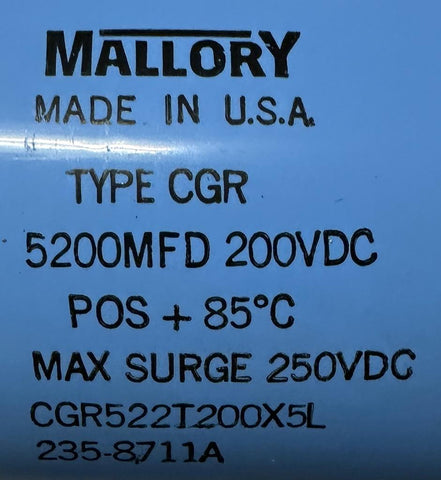 MALLORY
MADE IN U.S.A.
TYPE CGR
5200MFD 200VDC
POS + 85°C
MAX SURGE 250VDC
CGR522T200X5L
235-8711A